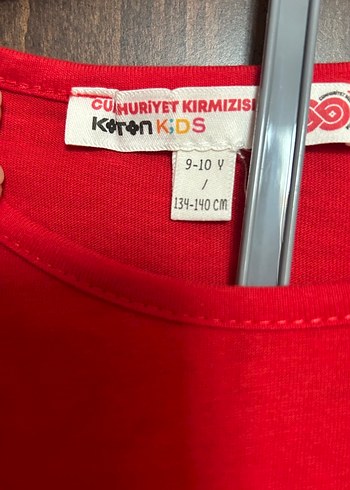 CUMHURİYET KIRMIZISI
KOTON KiDS
9-10 Y
/
134-140 CM